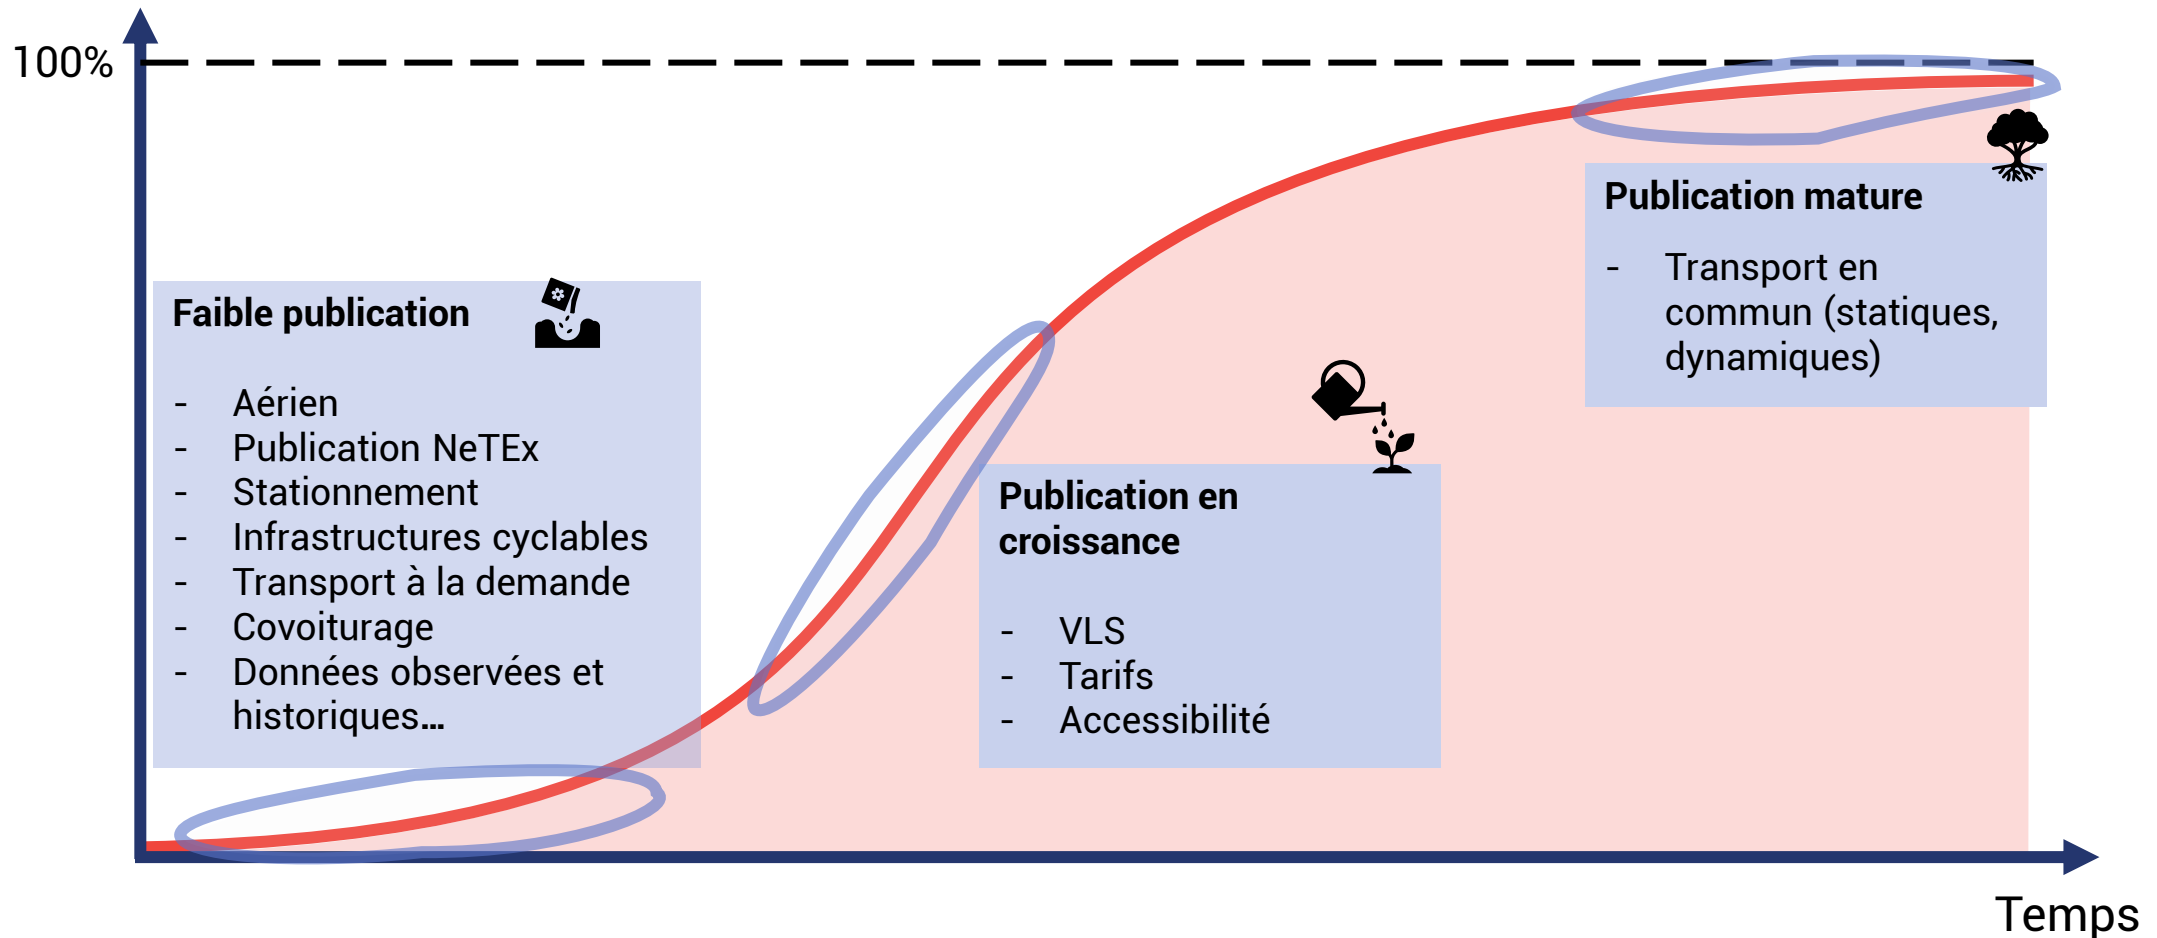 100%
Faible publication
- Aérien
- Publication NeTEx
- Stationnement
- Infrastructures cyclables
- Transport à la demande
- Covoiturage
- Données observées et
historiques...
Publication en
croissance
- VLS
- Tarifs
- Accessibilité
Publication mature
- Transport en
commun (statiques,
dynamiques)
Temps